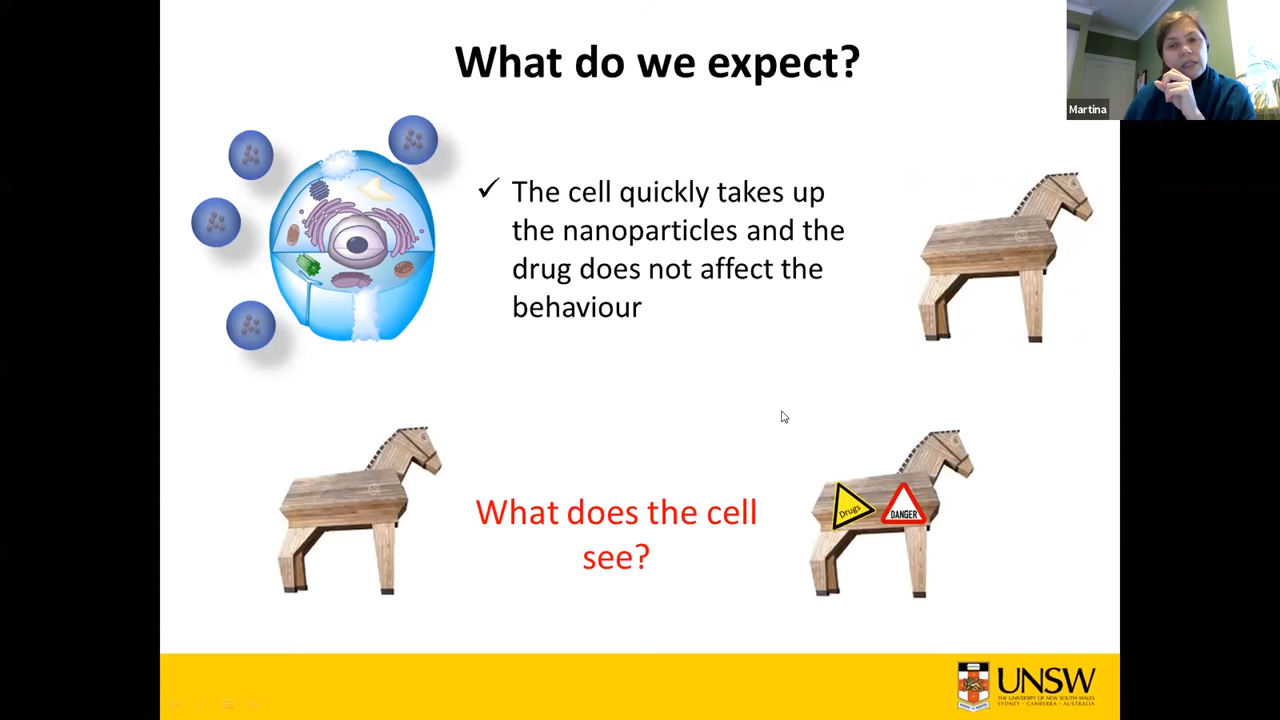 What do we expect?
Martina
✓ The cell quickly takes up
the nanoparticles and the
drug does not affect the
behaviour
What does the cell
see?
Drugs
DANGER
UNSW
THE UNIVERSITY OF NEW SOUTH WALES
SYDNEY · CANBERRA · AUSTRALIA